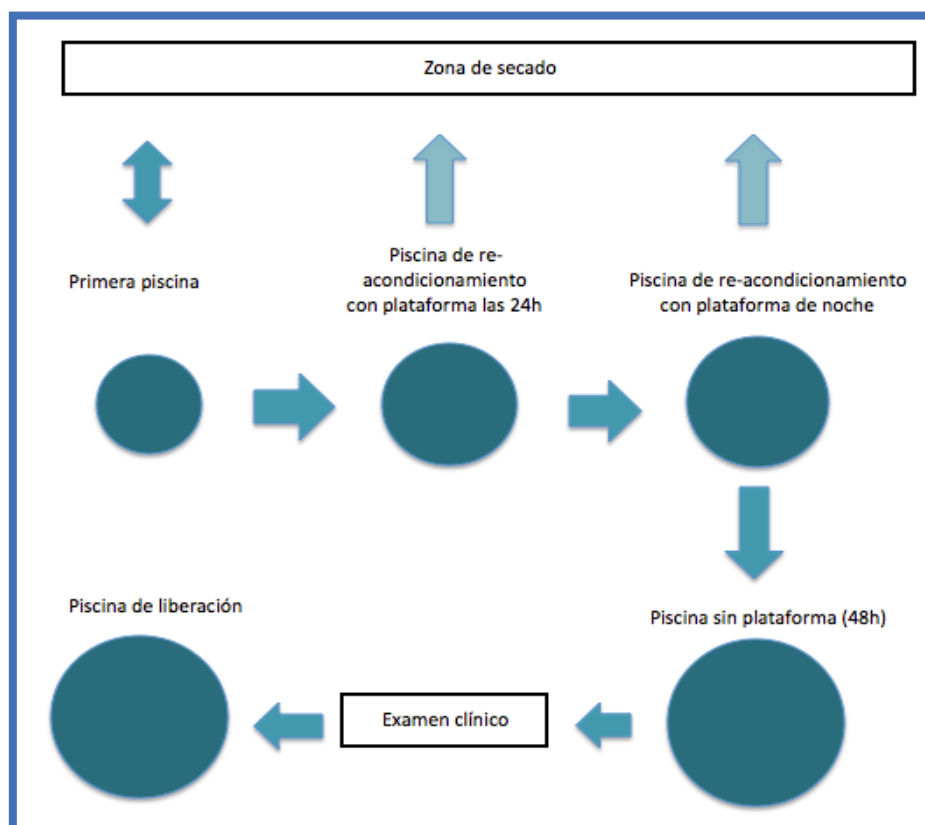 Zona de secado
Primera piscina
Piscina de re-
acondicionamiento
con plataforma las 24h
Piscina de re-acondicionamiento
con plataforma de noche
Piscina de liberación
Piscina sin plataforma (48h)
Examen clínico